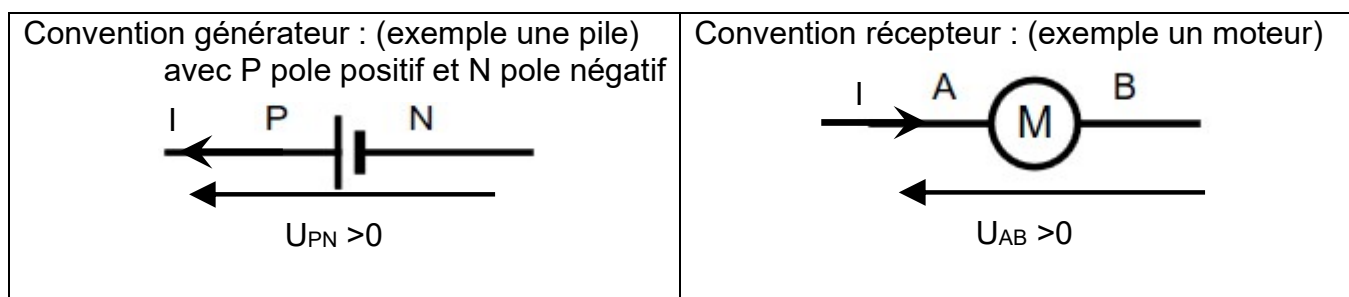 Convention générateur : (exemple une pile)
avec P pole positif et N pole négatif
I P N
UPN >0
Convention récepteur : (exemple un moteur)
I A M B
UAB >0